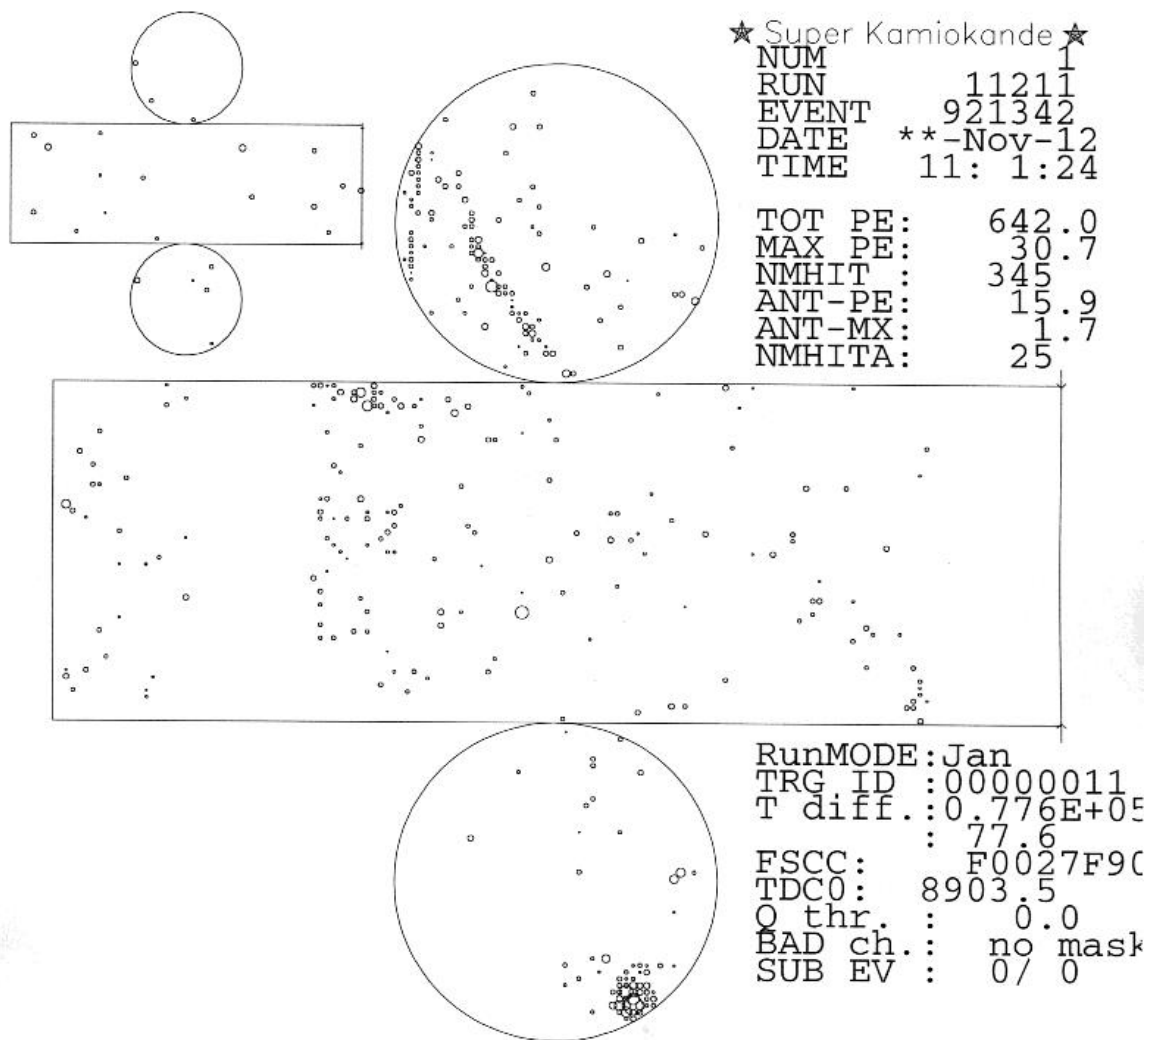 ★ Super Kamiokande ★
NUM 1
RUN 11211
EVENT 921342
DATE **-Nov-12
TIME 11: 1:24
TOT PE: 642.0
MAX PE: 30.7
NMHIT : 345
ANT-PE: 15.9
ANT-MX: 1.7
NMHITA: 25
RunMODE:Jan
TRG ID :00000011
T diff.:0.776E+05
: 77.6
FSCC: F0027F90
TDC0: 8903.5
Q thr. : 0.0
BAD ch.: no mask
SUB EV : 0/ 0